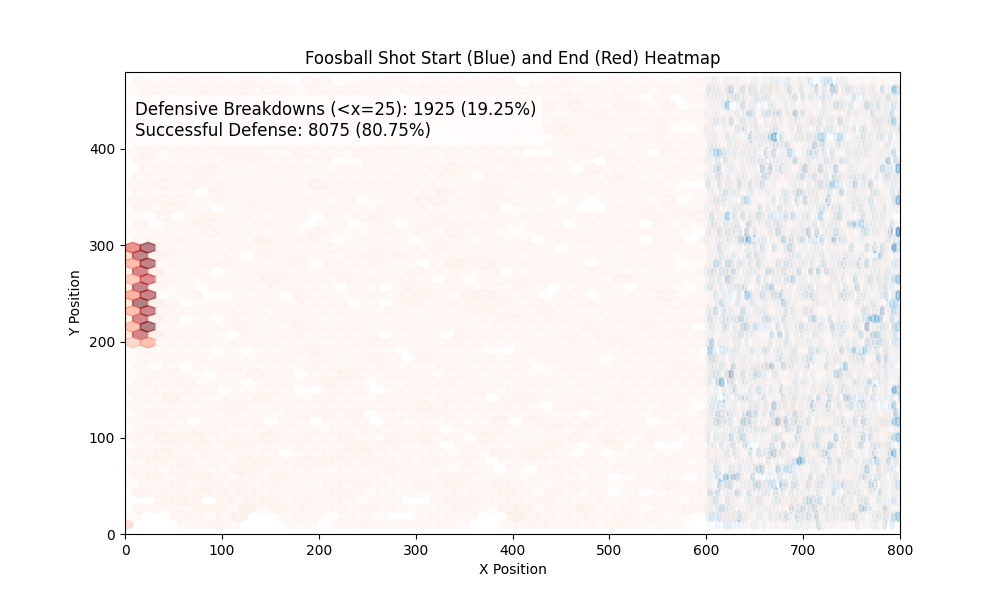 Foosball Shot Start (Blue) and End (Red) Heatmap
Defensive Breakdowns (<x=25): 1925 (19.25%)
Successful Defense: 8075 (80.75%)
400
300
200
100
0
Y Position
0 100 200 300 400 500 600 700 800
X Position